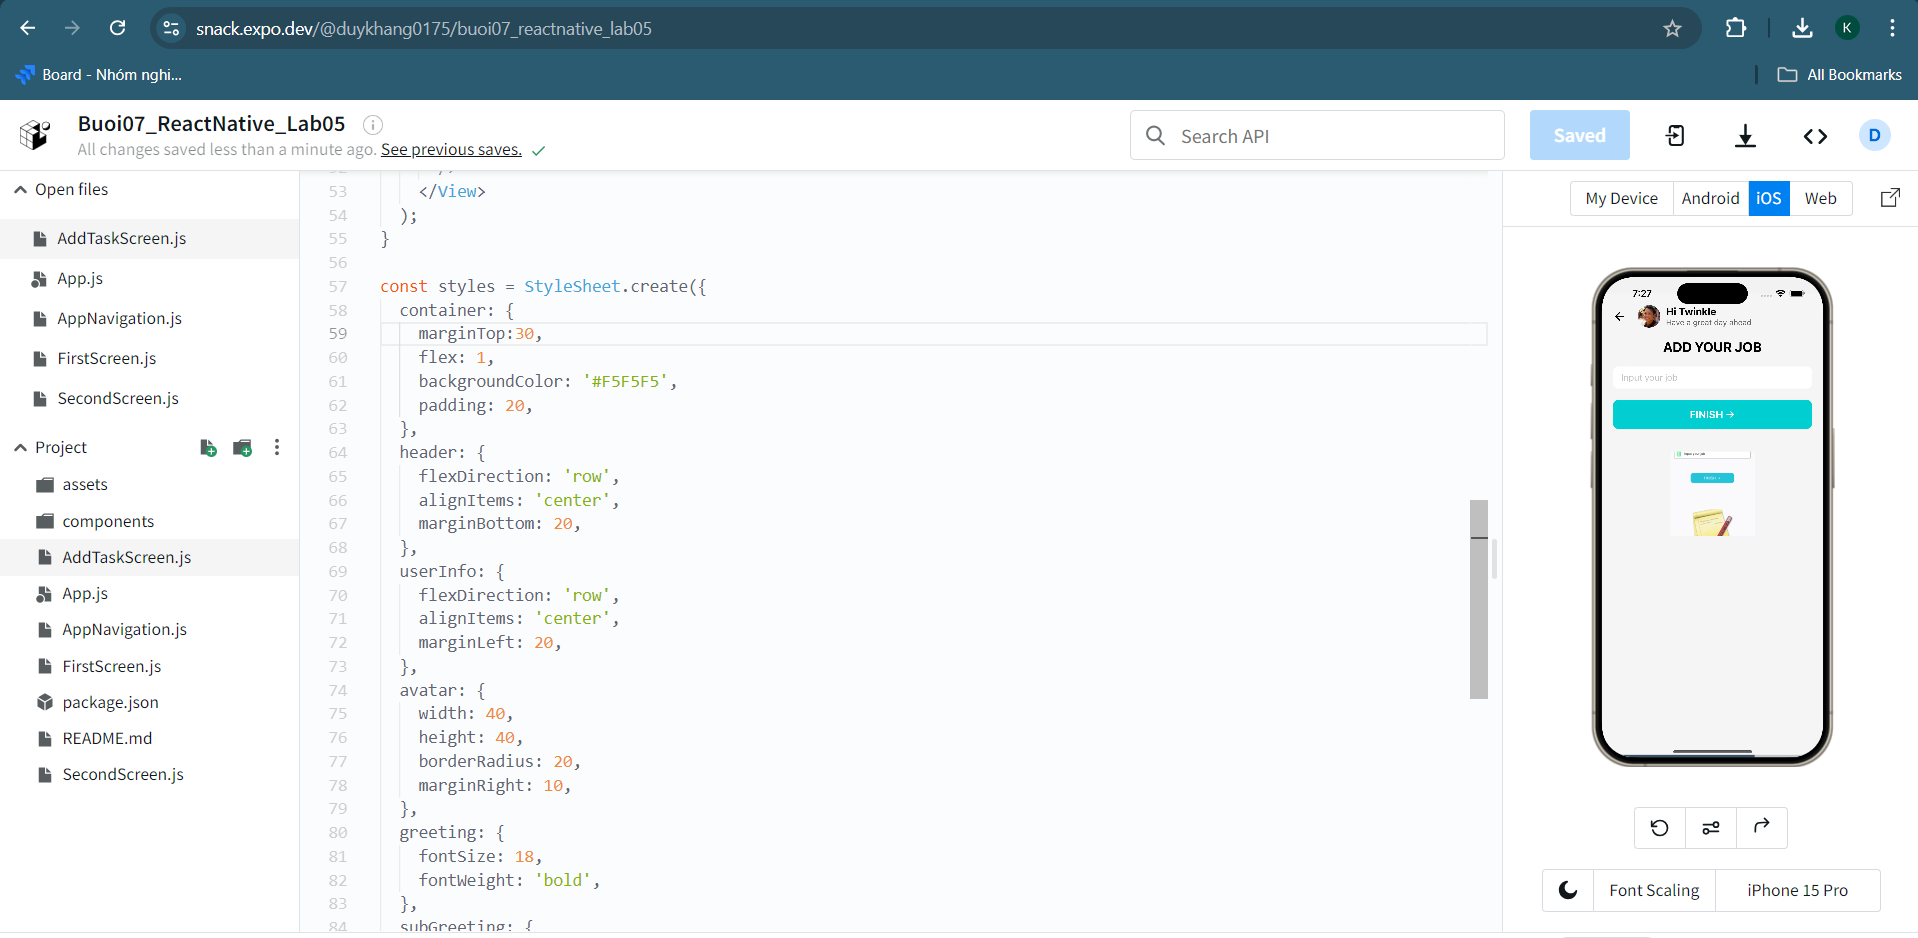 snack.expo.dev/@duykhang0175/buoi07_reactnative_lab05
K
Board - Nhóm nghi...
All Bookmarks
Buoi07_ReactNative_Lab05
All changes saved less than a minute ago. See previous saves.
Search API
Saved
D
Open files
AddTaskScreen.js
App.js
AppNavigation.js
FirstScreen.js
SecondScreen.js
Project
assets
components
AddTaskScreen.js
App.js
AppNavigation.js
FirstScreen.js
package.json
README.md
SecondScreen.js
53 </View>
54 );
55 }
56
57 const styles = StyleSheet.create({
58 container: {
59 marginTop:30,
60 flex: 1,
61 backgroundColor: '#F5F5F5',
62 padding: 20,
63 },
64 header: {
65 flexDirection: 'row',
66 alignItems: 'center',
67 marginBottom: 20,
68 },
69 userInfo: {
70 flexDirection: 'row',
71 alignItems: 'center',
72 marginLeft: 20,
73 },
74 avatar: {
75 width: 40,
76 height: 40,
77 borderRadius: 20,
78 marginRight: 10,
79 },
80 greeting: {
81 fontSize: 18,
82 fontWeight: 'bold',
83 },
84 subGreeting: {
My Device
Android
iOS
Web
7:27
Hi Twinkle
Have a great day ahead
ADD YOUR JOB
Input your job
FINISH →
Input your job
Font Scaling
iPhone 15 Pro